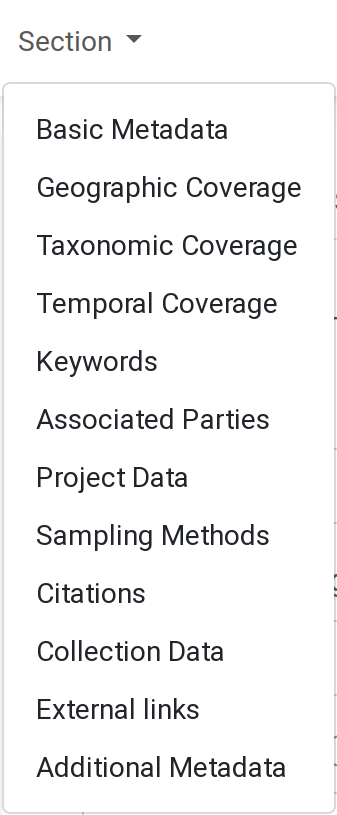 Section
Basic Metadata
Geographic Coverage
Taxonomic Coverage
Temporal Coverage
Keywords
Associated Parties
Project Data
Sampling Methods
Citations
Collection Data
External links
Additional Metadata